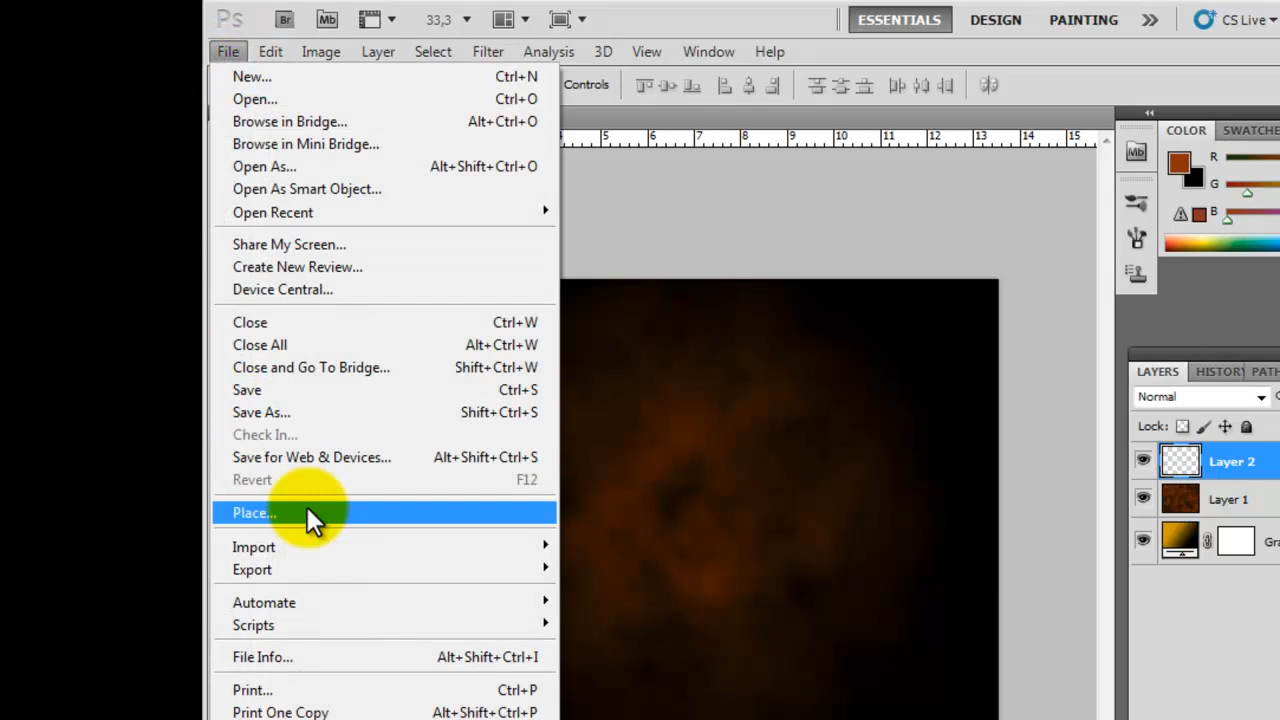 Ps Br Mb 33,3 ESSENTIALS DESIGN PAINTING CS Live
File Edit Image Layer Select Filter Analysis 3D View Window Help
Controls
New... Ctrl+N
Open... Ctrl+O
Browse in Bridge... Alt+Ctrl+O
Browse in Mini Bridge...
Open As... Alt+Shift+Ctrl+O
Open As Smart Object...
Open Recent
Share My Screen...
Create New Review...
Device Central...
Close Ctrl+W
Close All Alt+Ctrl+W
Close and Go To Bridge... Shift+Ctrl+W
Save Ctrl+S
Save As... Shift+Ctrl+S
Check In...
Save for Web & Devices... Alt+Shift+Ctrl+S
Revert F12
Place...
Import
Export
Automate
Scripts
File Info... Alt+Shift+Ctrl+I
Print... Ctrl+P
Print One Copy Alt+Shift+Ctrl+P
4 5 6 7 8 9 10 11 12 13 14 15
Mb
COLOR SWATCHE
R
G
B
LAYERS HISTORY PATH
Normal
Lock:
Layer 2
Layer 1
Gra